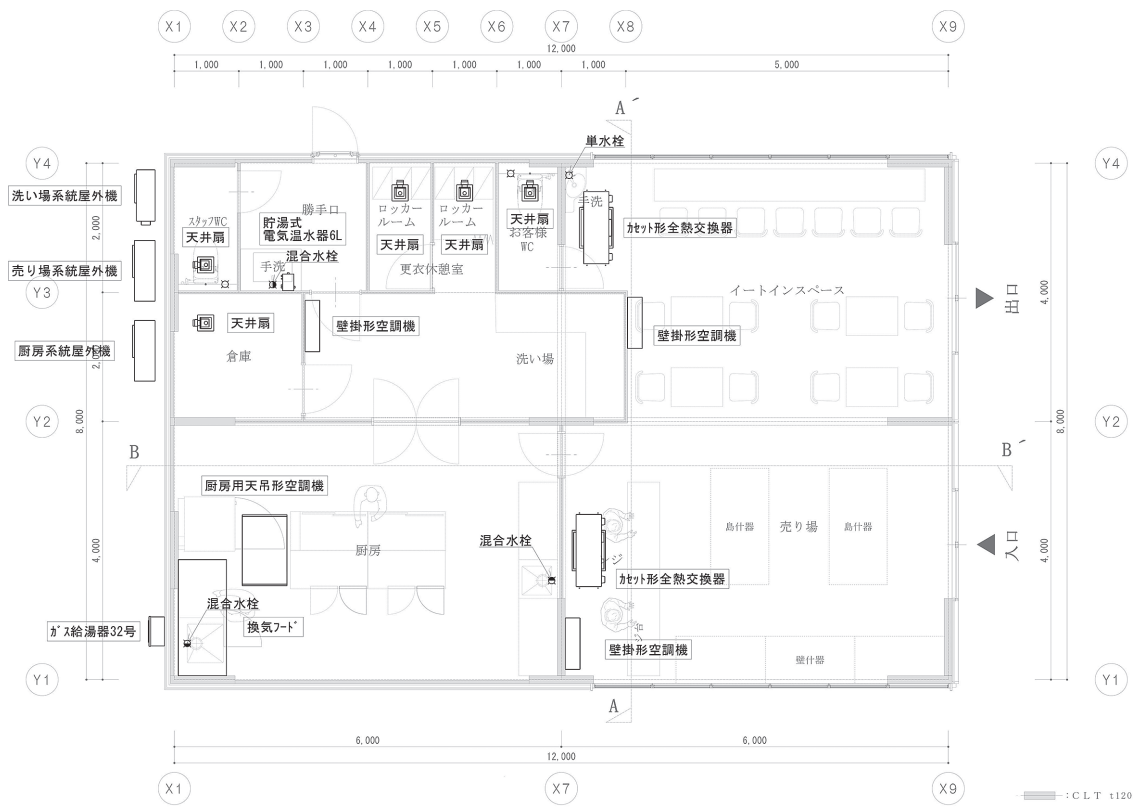 X1 X2 X3 X4 X5 X6 X7 X8 X9
12,000
1,000 1,000 1,000 1,000 1,000 1,000 1,000 5,000
A´
単水栓
Y4
Y4
洗い場系統屋外機
2,000
スタッフWC
天井扇
勝手口
貯湯式
電気温水器6L
混合水栓
手洗
ロッカー
ルーム
天井扇
ロッカー
ルーム
天井扇
更衣休憩室
天井扇
お客様
WC
手洗
カセット形全熱交換器
売り場系統屋外機
Y3
イートインスペース
出口
4,000
天井扇
倉庫
壁掛形空調機
洗い場
壁掛形空調機
厨房系統屋外機
2,000
8,000
Y2
Y2
8,000
B
B´
厨房用天吊形空調機
厨房
混合水栓
島什器
売り場
島什器
入口
4,000
4,000
カセット形全熱交換器
混合水栓
換気フード
ガス給湯器32号
壁掛形空調機
壁什器
Y1
Y1
A
6,000 6,000
12,000
X1 X7 X9
:CLT t120